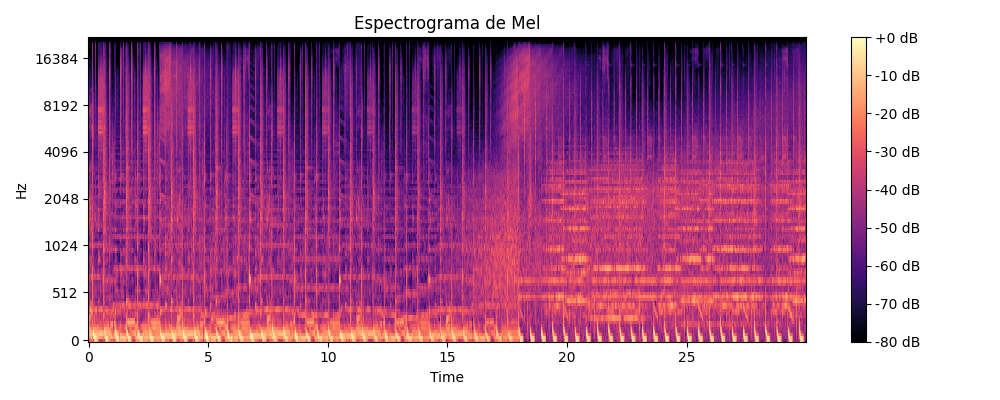 Espectrograma de Mel
Hz
16384
8192
4096
2048
1024
512
0
0 5 10 15 20 25
Time
+0 dB
-10 dB
-20 dB
-30 dB
-40 dB
-50 dB
-60 dB
-70 dB
-80 dB